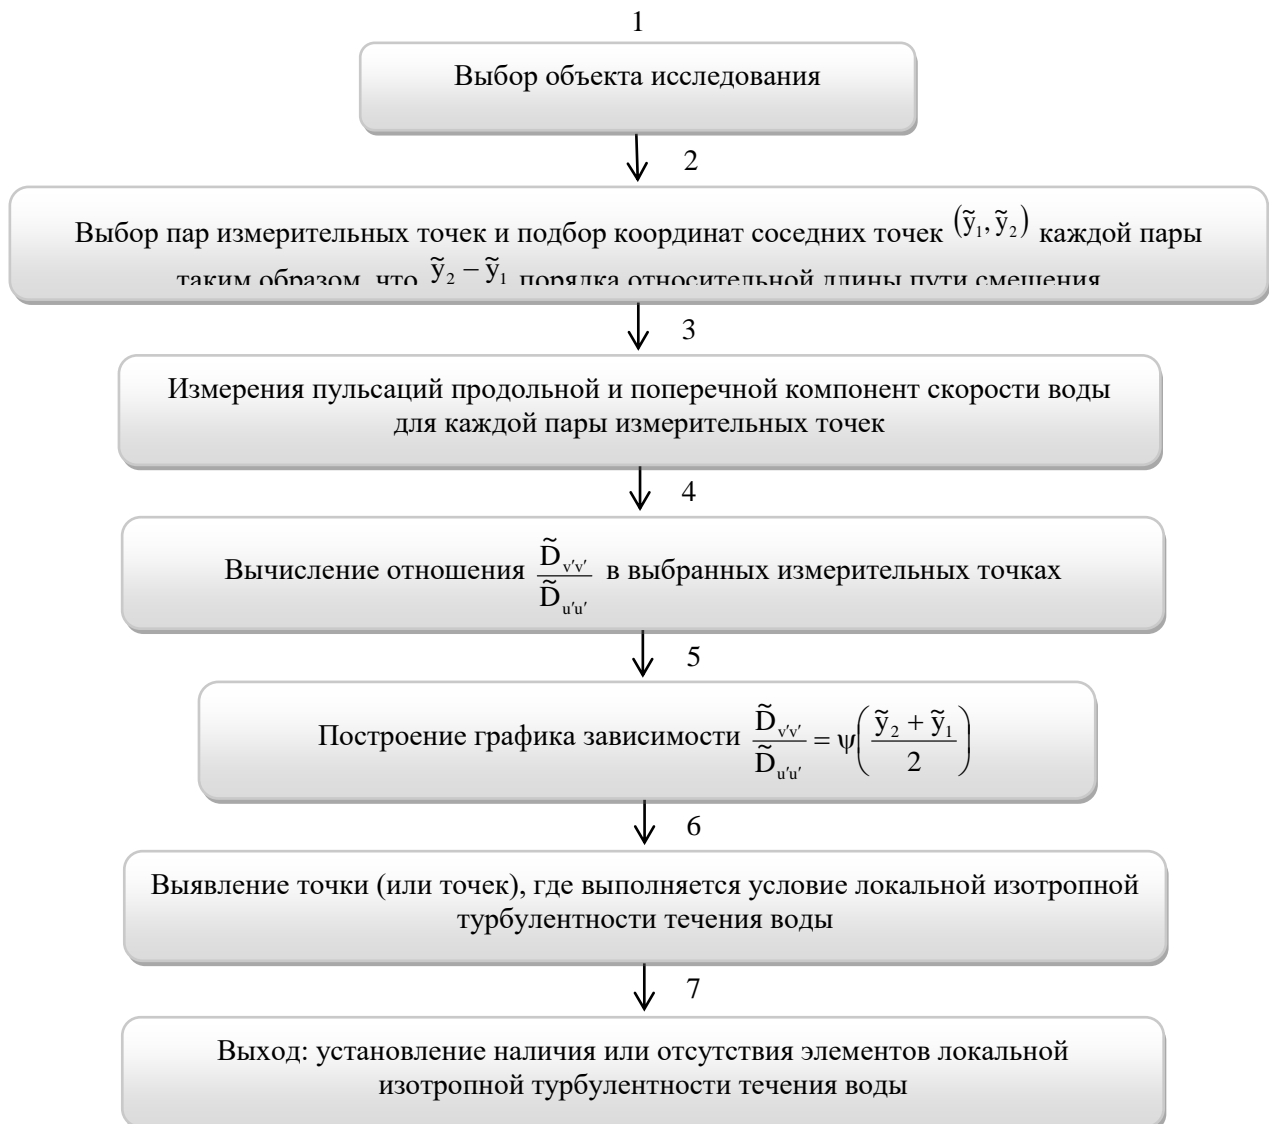 1
Выбор объекта исследования
2
Выбор пар измерительных точек и подбор координат соседних точек (ỹ₁, ỹ₂) каждой пары
таким образом, что ỹ₂ − ỹ₁ порядка относительной длины пути смешения
3
Измерения пульсаций продольной и поперечной компонент скорости воды
для каждой пары измерительных точек
4
Вычисление отношения D̃v′v′ / D̃u′u′ в выбранных измерительных точках
5
Построение графика зависимости D̃v′v′ / D̃u′u′ = ψ((ỹ₂ + ỹ₁) / 2)
6
Выявление точки (или точек), где выполняется условие локальной изотропной
турбулентности течения воды
7
Выход: установление наличия или отсутствия элементов локальной
изотропной турбулентности течения воды